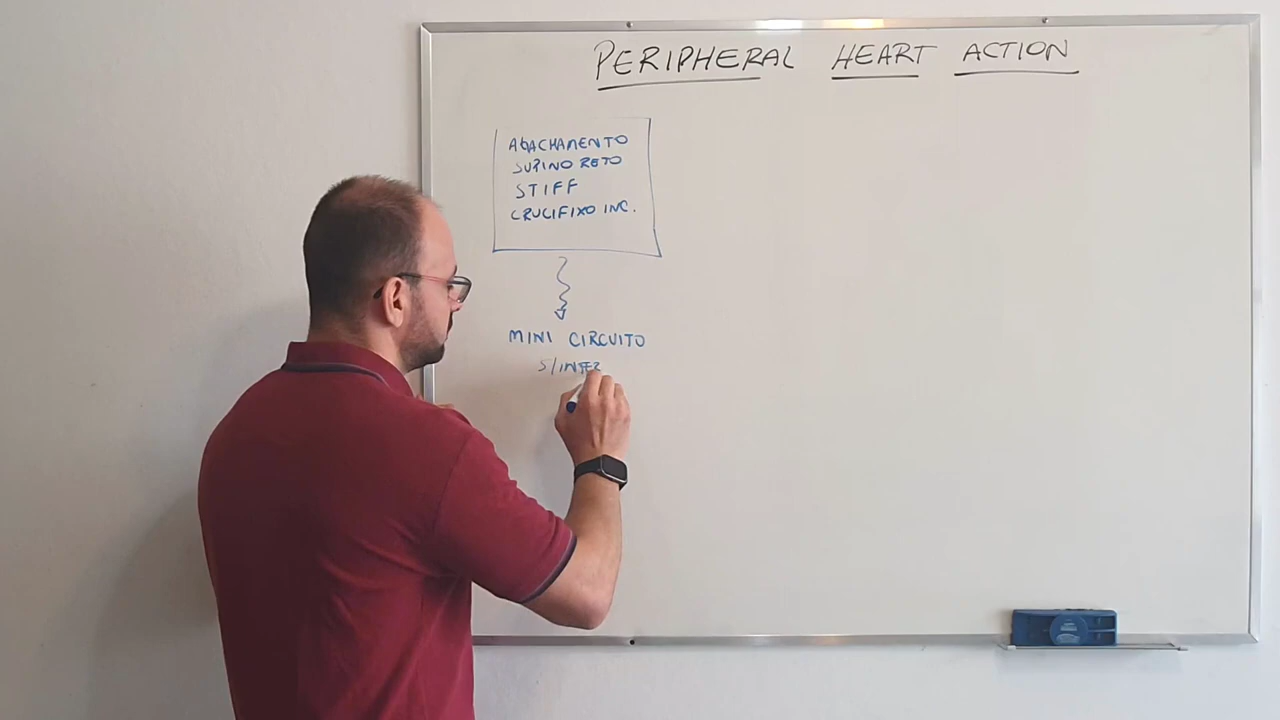 PERIPHERAL HEART ACTION
AGACHAMENTO
SUPINO RETO
STIFF
CRUCIFIXO INC.
MINI CIRCUITO
S/INTER